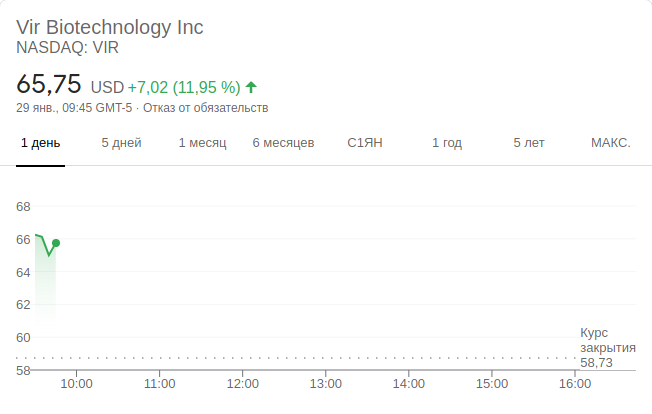 Vir Biotechnology Inc
NASDAQ: VIR
65,75 USD +7,02 (11,95 %)
29 янв., 09:45 GMT-5 · Отказ от обязательств
1 день 5 дней 1 месяц 6 месяцев С1ЯН 1 год 5 лет МАКС.
68
66
64
62
60
Курс
закрытия
58,73
58
10:00 11:00 12:00 13:00 14:00 15:00 16:00